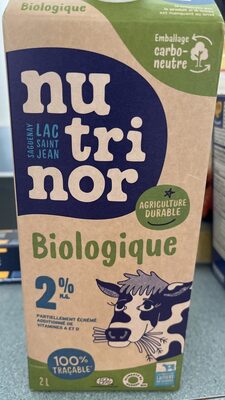 Biologique
Emballage
carbo-
neutre
nu
tri
nor
SAGUENAY
LAC
SAINT
JEAN
AGRICULTURE
DURABLE
Biologique
2%
M.G.
PARTIELLEMENT ÉCRÉMÉ
ADDITIONNÉ DE
VITAMINES A ET D
100%
TRAÇABLE
2 L